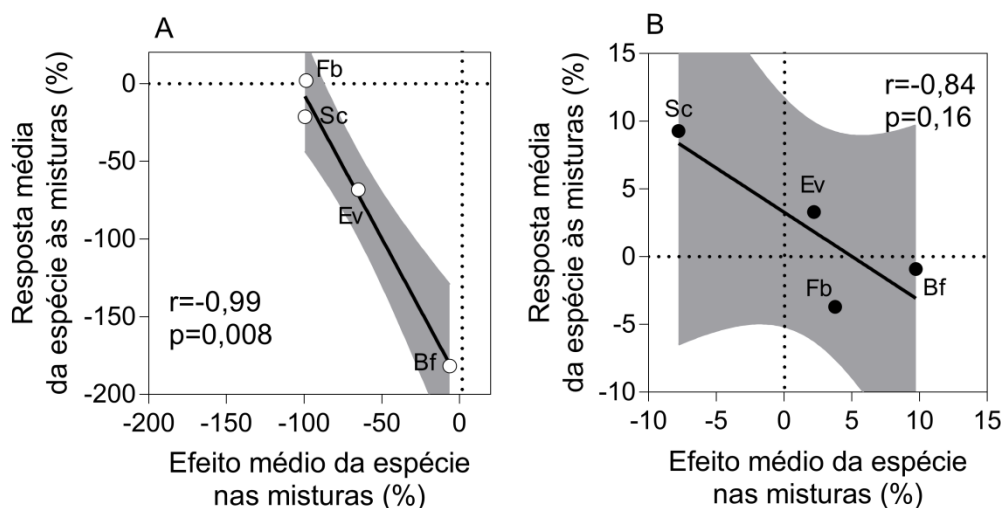 A
Resposta média
da espécie às misturas (%)
0
-50
-100
-150
-200
Fb
Sc
Ev
Bf
r=-0,99
p=0,008
-200 -150 -100 -50 0
Efeito médio da espécie
nas misturas (%)
B
Resposta média
da espécie às misturas (%)
15
10
5
0
-5
-10
r=-0,84
p=0,16
Sc
Ev
Fb
Bf
-10 -5 0 5 10 15
Efeito médio da espécie
nas misturas (%)